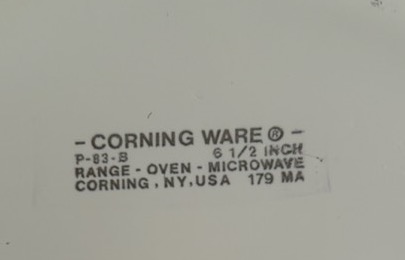 - CORNING WARE ® -
P-83-B 6 1/2 INCH
RANGE - OVEN - MICROWAVE
CORNING , NY, USA 179 MA